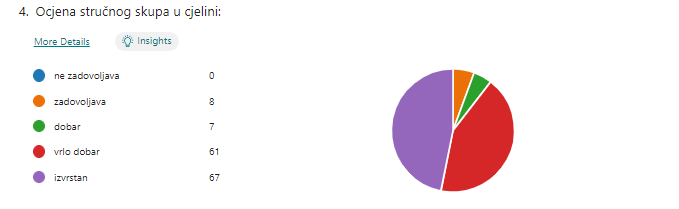 4. Ocjena stručnog skupa u cjelini:
More Details
Insights
ne zadovoljava 0
zadovoljava 8
dobar 7
vrlo dobar 61
izvrstan 67